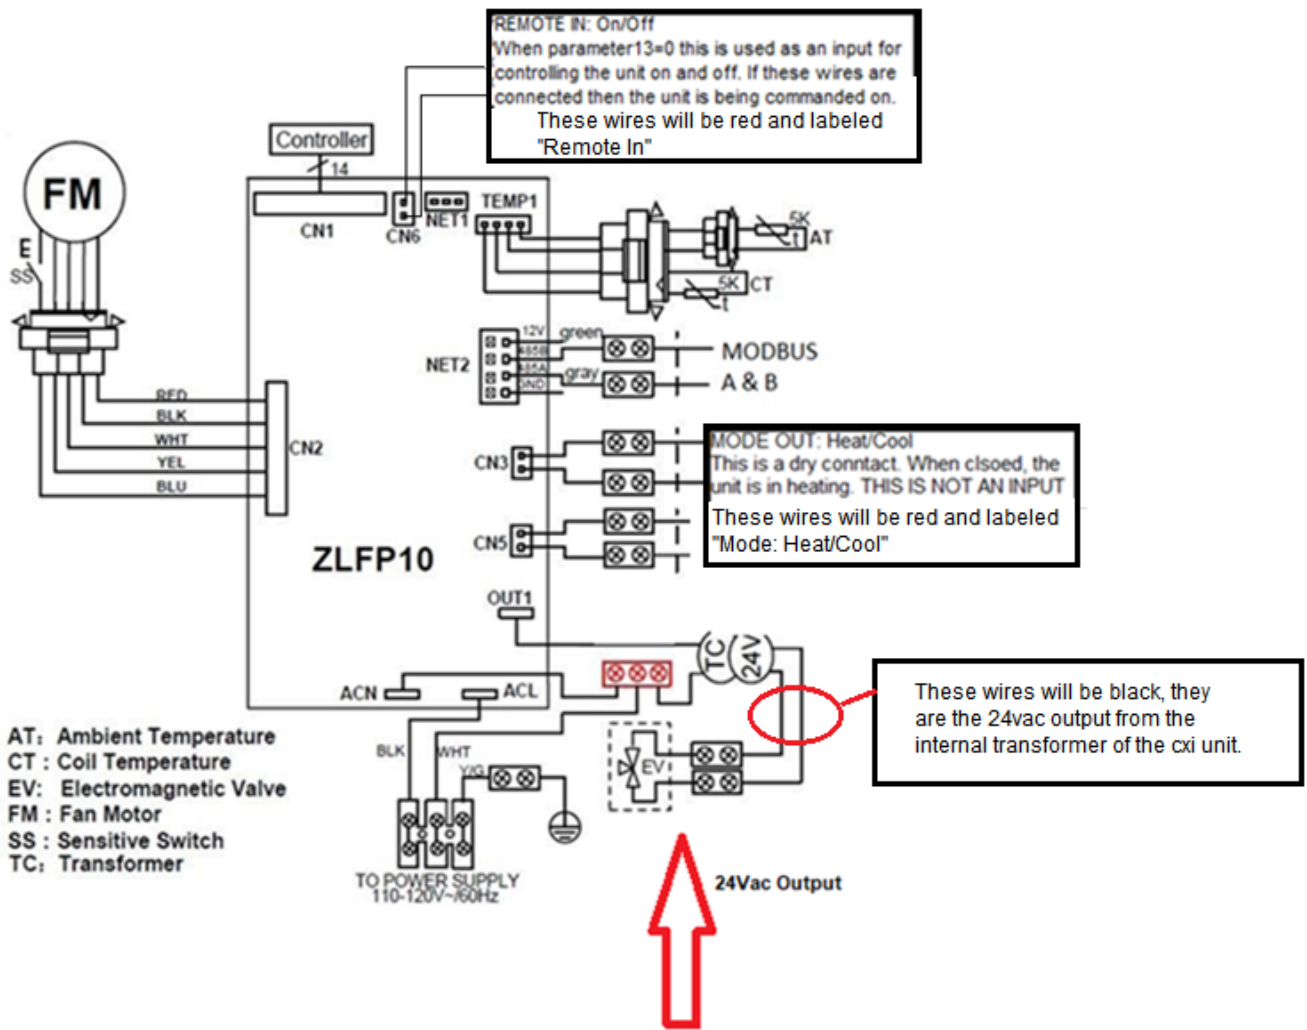 REMOTE IN: On/Off
When parameter13=0 this is used as an input for
controlling the unit on and off. If these wires are
connected then the unit is being commanded on.
These wires will be red and labeled
"Remote In"
Controller
14
FM
CN1
CN6
NET1
TEMP1
5K
t
AT
E
SS
5K
t
CT
NET2
12V
485B
485A
GND
green
gray
MODBUS
A & B
RED
BLK
WHT
YEL
BLU
CN2
CN3
MODE OUT: Heat/Cool
This is a dry conntact. When clsoed, the
unit is in heating. THIS IS NOT AN INPUT
These wires will be red and labeled
"Mode: Heat/Cool"
CN5
ZLFP10
OUT1
TC
24V
ACN
ACL
These wires will be black, they
are the 24vac output from the
internal transformer of the cxi unit.
BLK
WHT
Y/G
EV
AT: Ambient Temperature
CT : Coil Temperature
EV: Electromagnetic Valve
FM : Fan Motor
SS : Sensitive Switch
TC: Transformer
TO POWER SUPPLY
110-120V~/60Hz
24Vac Output